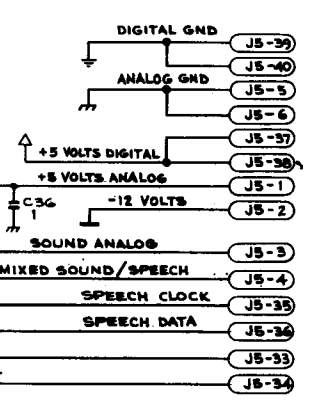 DIGITAL GND
J5-39
J5-40
ANALOG GND
J5-5
J5-6
J5-37
+5 VOLTS DIGITAL
J5-38
+5 VOLTS ANALOG
J5-1
C36
1
-12 VOLTS
J5-2
SOUND ANALOG
J5-3
MIXED SOUND/SPEECH
J5-4
SPEECH CLOCK
J5-35
SPEECH DATA
J5-36
J5-33
J5-34